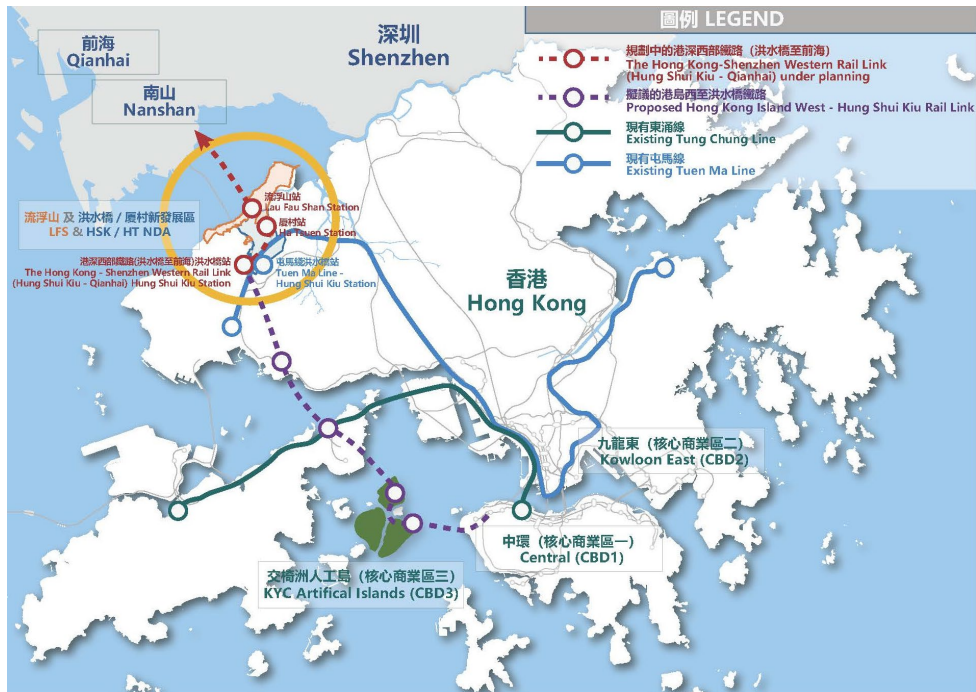 圖例 LEGEND
規劃中的港深西部鐵路（洪水橋至前海）
The Hong Kong-Shenzhen Western Rail Link
(Hung Shui Kiu - Qianhai) under planning
擬議的港島西至洪水橋鐵路
Proposed Hong Kong Island West - Hung Shui Kiu Rail Link
現有東涌線
Existing Tung Chung Line
現有屯馬線
Existing Tuen Ma Line
前海
Qianhai
深圳
Shenzhen
南山
Nanshan
流浮山站
Lau Fau Shan Station
廈村站
Ha Tsuen Station
流浮山 及 洪水橋 / 厦村新發展區
LFS & HSK / HT NDA
港深西部鐵路(洪水橋至前海)洪水橋站
The Hong Kong - Shenzhen Western Rail Link
(Hung Shui Kiu - Qianhai) Hung Shui Kiu Station
屯馬綫洪水橋站
Tuen Ma Line -
Hung Shui Kiu Station
香港
Hong Kong
九龍東（核心商業區二）
Kowloon East (CBD2)
中環（核心商業區一）
Central (CBD1)
交椅洲人工島（核心商業區三）
KYC Artifical Islands (CBD3)